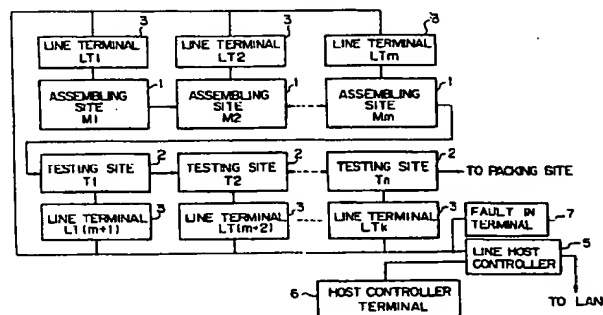 3 3 3
LINE TERMINAL LT1 LINE TERMINAL LT2 LINE TERMINAL LTm
1 1 1
ASSEMBLING SITE M1 ASSEMBLING SITE M2 ASSEMBLING SITE Mm
2 2 2
TESTING SITE T1 TESTING SITE T2 TESTING SITE Tn TO PACKING SITE
3 3 3
LINE TERMINAL LT(m+1) LINE TERMINAL LT(m+2) LINE TERMINAL LTk
FAULT IN TERMINAL 7
LINE HOST CONTROLLER 5
6 HOST CONTROLLER TERMINAL
TO LAN